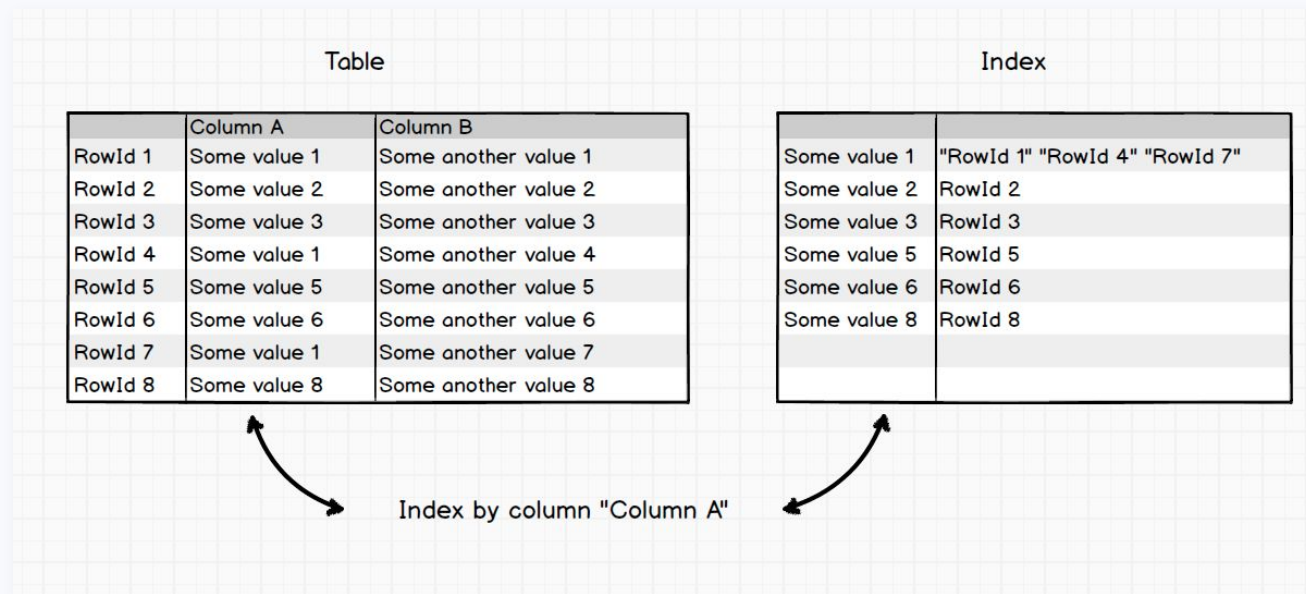 Table
Index
Column A Column B
RowId 1 Some value 1 Some another value 1
RowId 2 Some value 2 Some another value 2
RowId 3 Some value 3 Some another value 3
RowId 4 Some value 1 Some another value 4
RowId 5 Some value 5 Some another value 5
RowId 6 Some value 6 Some another value 6
RowId 7 Some value 1 Some another value 7
RowId 8 Some value 8 Some another value 8
Some value 1 "RowId 1" "RowId 4" "RowId 7"
Some value 2 RowId 2
Some value 3 RowId 3
Some value 5 RowId 5
Some value 6 RowId 6
Some value 8 RowId 8
Index by column "Column A"